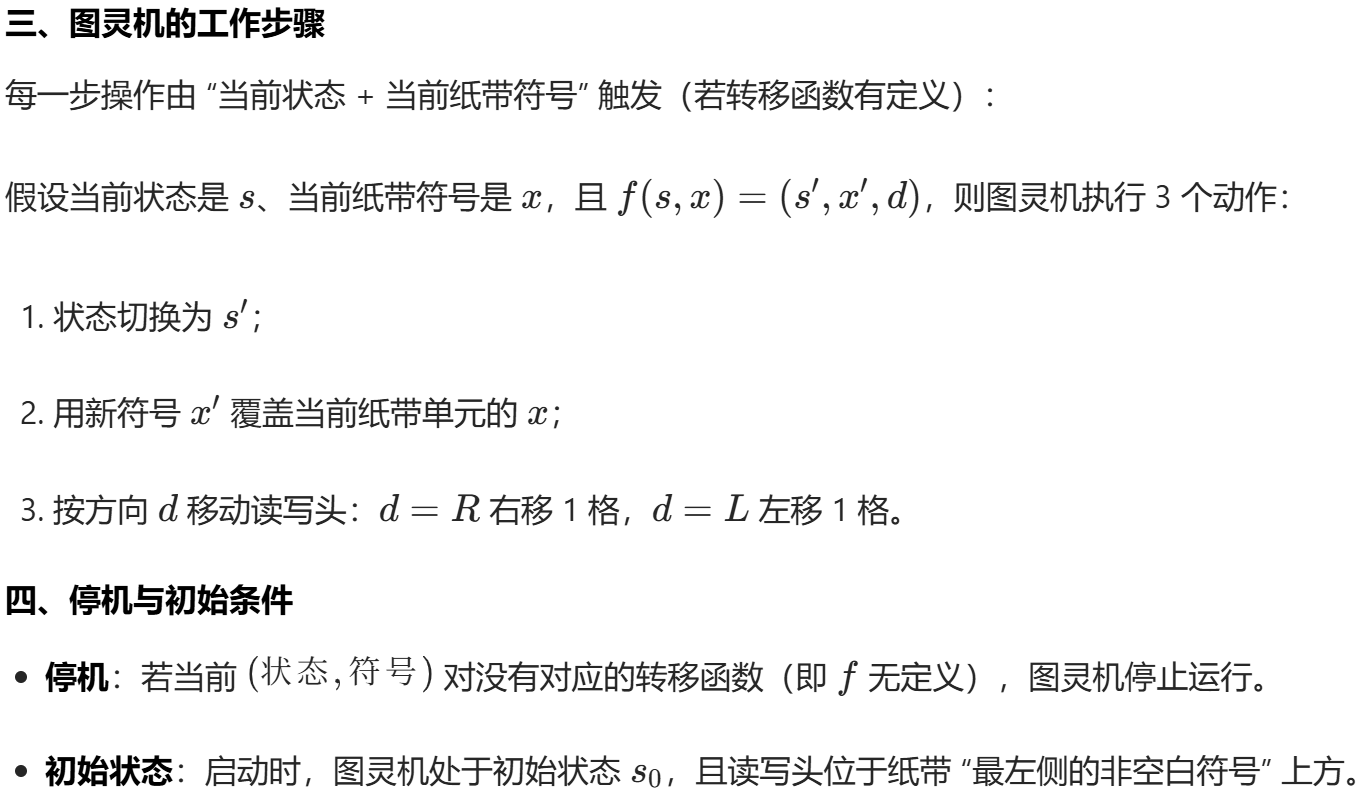 三、图灵机的工作步骤
每一步操作由 “当前状态 + 当前纸带符号” 触发（若转移函数有定义）：
假设当前状态是 s、当前纸带符号是 x，且 f(s, x) = (s′, x′, d)，则图灵机执行 3 个动作：
1. 状态切换为 s′；
2. 用新符号 x′ 覆盖当前纸带单元的 x；
3. 按方向 d 移动读写头：d = R 右移 1 格，d = L 左移 1 格。
四、停机与初始条件
• 停机：若当前 (状态, 符号) 对没有对应的转移函数（即 f 无定义），图灵机停止运行。
• 初始状态：启动时，图灵机处于初始状态 s₀，且读写头位于纸带 “最左侧的非空白符号” 上方。